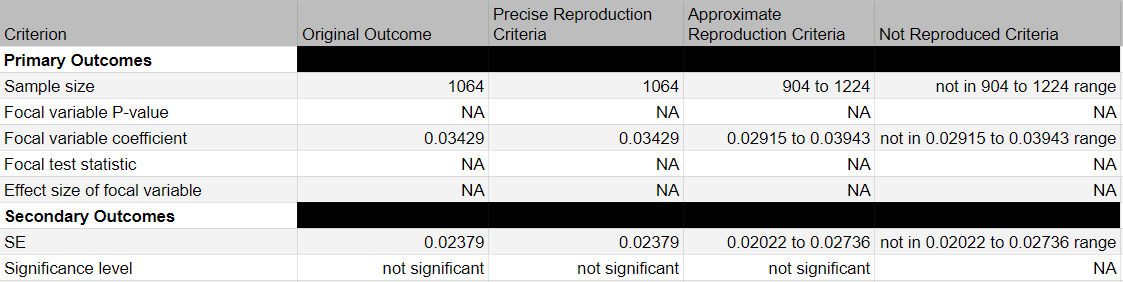 Criterion Original Outcome Precise Reproduction Criteria Approximate Reproduction Criteria Not Reproduced Criteria
Primary Outcomes
Sample size 1064 1064 904 to 1224 not in 904 to 1224 range
Focal variable P-value NA NA NA NA
Focal variable coefficient 0.03429 0.03429 0.02915 to 0.03943 not in 0.02915 to 0.03943 range
Focal test statistic NA NA NA NA
Effect size of focal variable NA NA NA NA
Secondary Outcomes
SE 0.02379 0.02379 0.02022 to 0.02736 not in 0.02022 to 0.02736 range
Significance level not significant not significant not significant NA